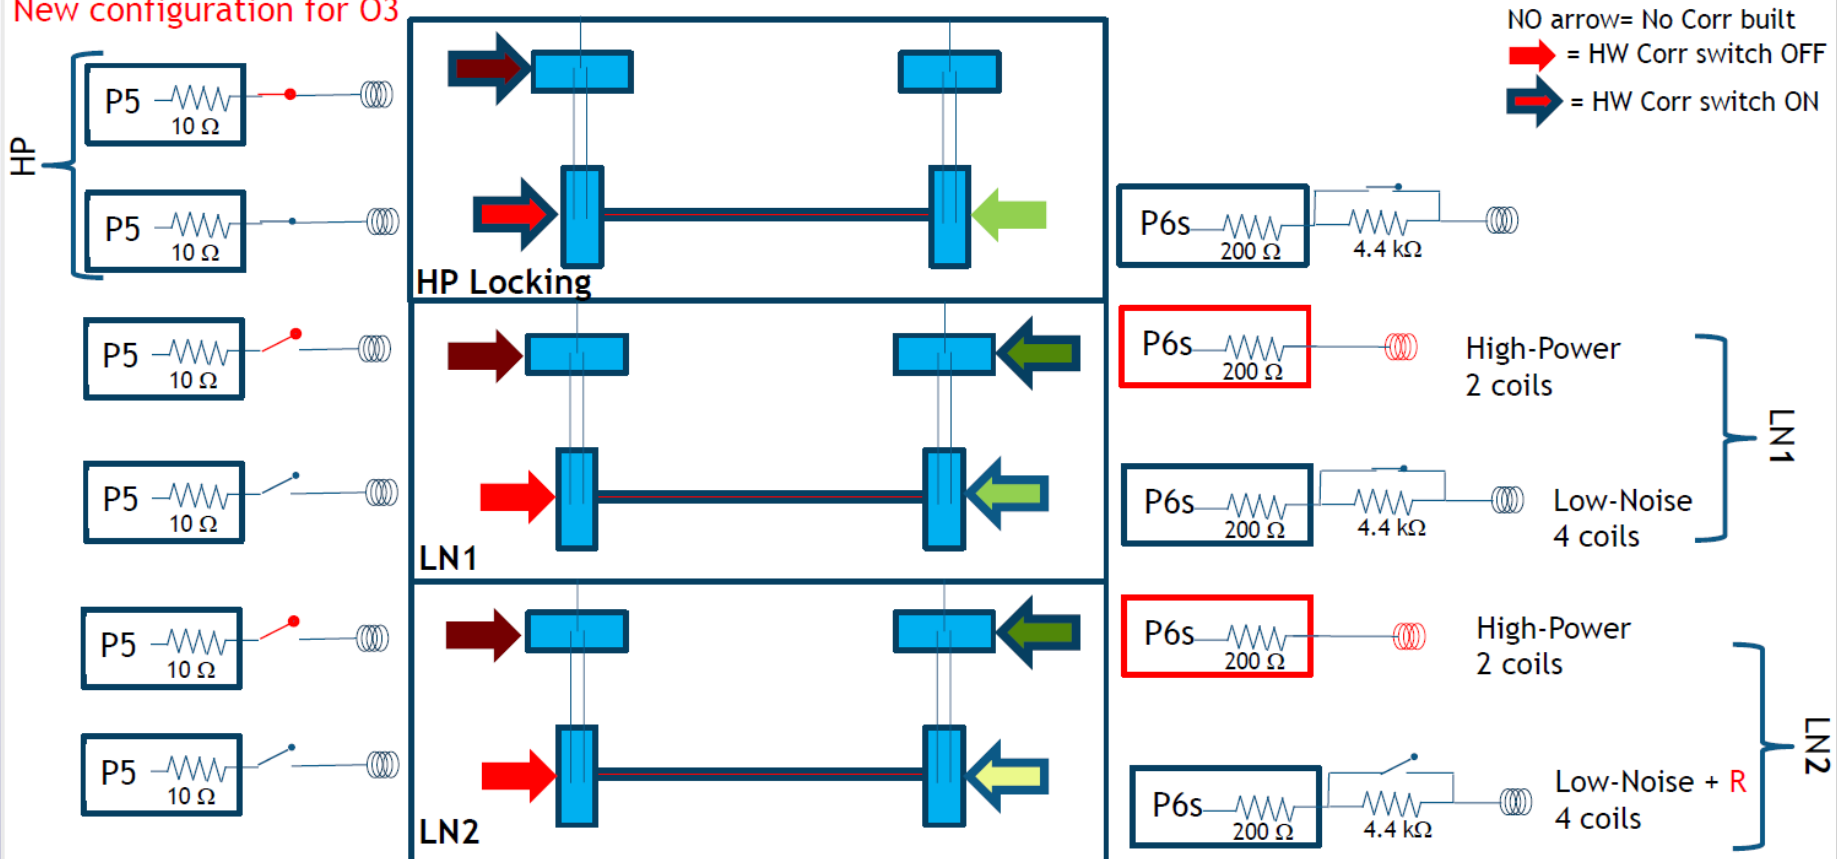 New configuration for O3
NO arrow= No Corr built
= HW Corr switch OFF
= HW Corr switch ON
HP
P5
10 Ω
P5
10 Ω
HP Locking
P6s
200 Ω
4.4 kΩ
P5
10 Ω
P5
10 Ω
LN1
P6s
200 Ω
High-Power
2 coils
P6s
200 Ω
4.4 kΩ
Low-Noise
4 coils
LN1
P5
10 Ω
P5
10 Ω
LN2
P6s
200 Ω
High-Power
2 coils
P6s
200 Ω
4.4 kΩ
Low-Noise + R
4 coils
LN2